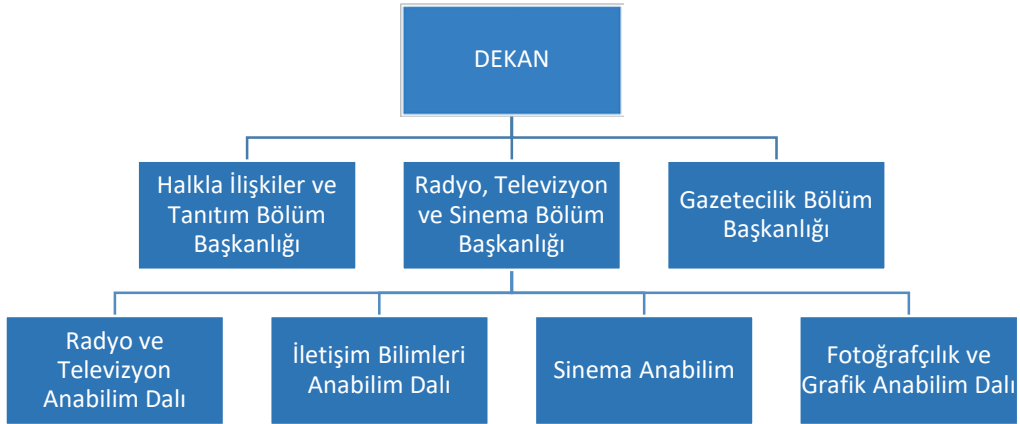 DEKAN
Halkla İlişkiler ve
Tanıtım Bölüm
Başkanlığı
Radyo, Televizyon
ve Sinema Bölüm
Başkanlığı
Gazetecilik Bölüm
Başkanlığı
Radyo ve
Televizyon
Anabilim Dalı
İletişim Bilimleri
Anabilim Dalı
Sinema Anabilim
Fotoğrafçılık ve
Grafik Anabilim Dalı